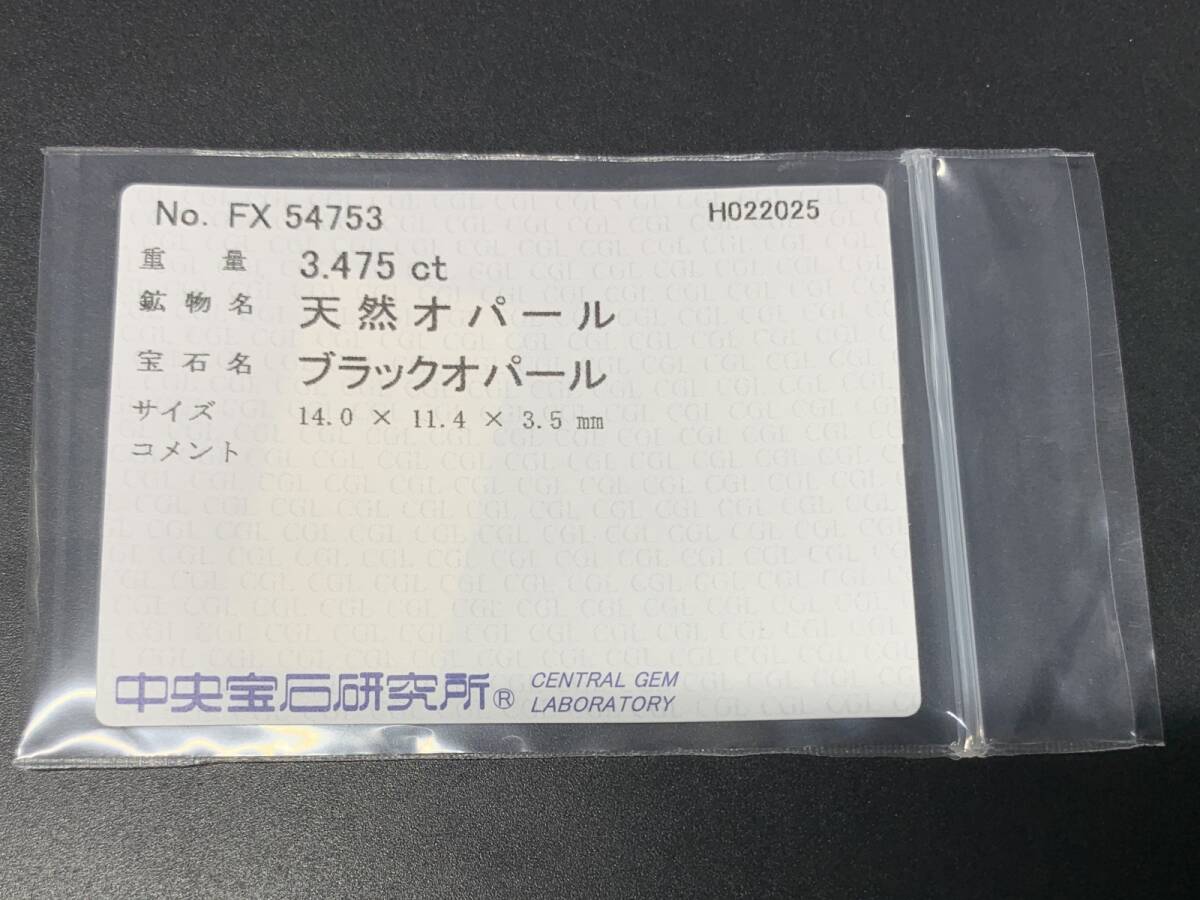 No. FX 54753 H022025
重量 3.475 ct
鉱物名 天然オパール
宝石名 ブラックオパール
サイズ 14.0 × 11.4 × 3.5 mm
コメント
中央宝石研究所® CENTRAL GEM
LABORATORY